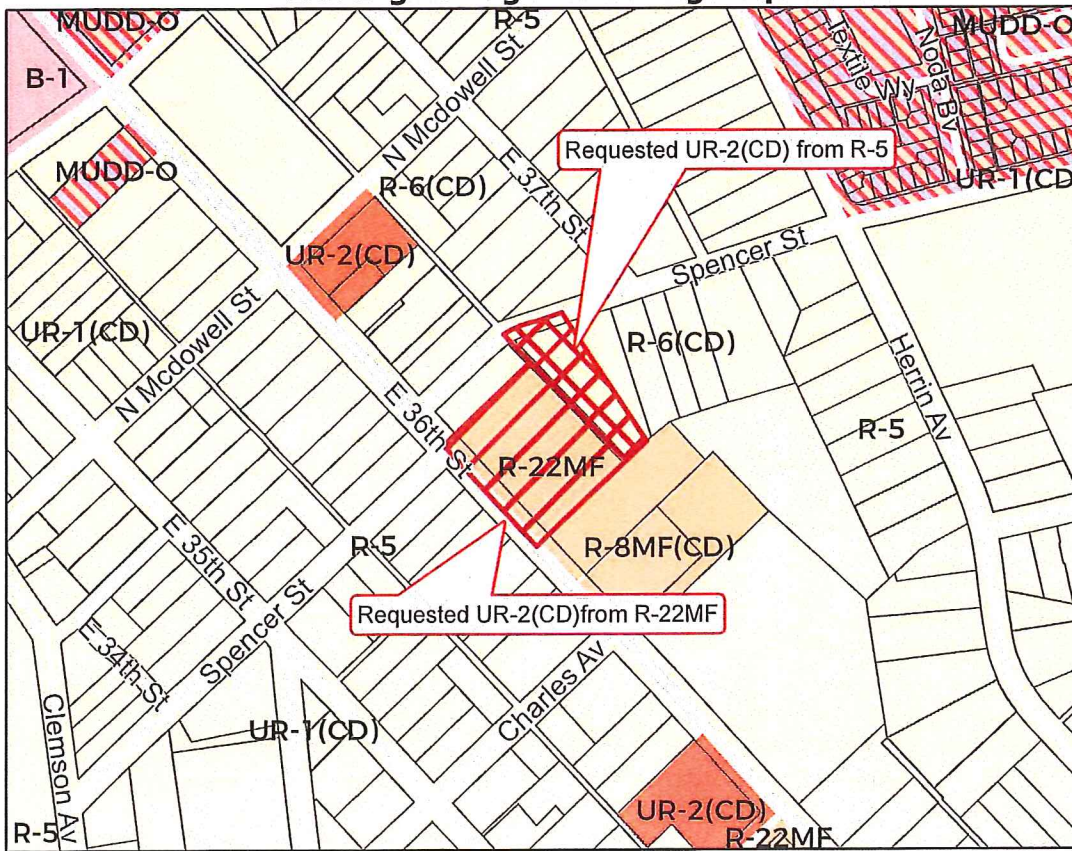 MUDD-O
R-5
MUDD-O
B-1
Textile
Wy
Noda Bv
N Mcdowell St
Requested UR-2(CD) from R-5
MUDD-O
R-6(CD)
E 37th St
UR-1(CD)
UR-2(CD)
Spencer St
UR-1(CD)
N Mcdowell St
R-6(CD)
Herrin Av
E 36th St
R-5
R-22MF
R-5
R-8MF(CD)
E 35th St
Requested UR-2(CD)from R-22MF
E 34th St
Spencer St
Clemson Av
UR-1(CD)
Charles Av
UR-2(CD)
R-5
R-22MF